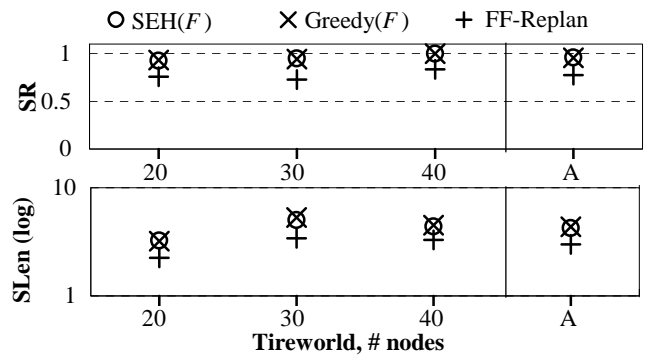 SEH(F) Greedy(F) FF-Replan
1
0.5
0
SR
20 30 40 A
10
1
SLen (log)
20 30 40 A
Tireworld, # nodes